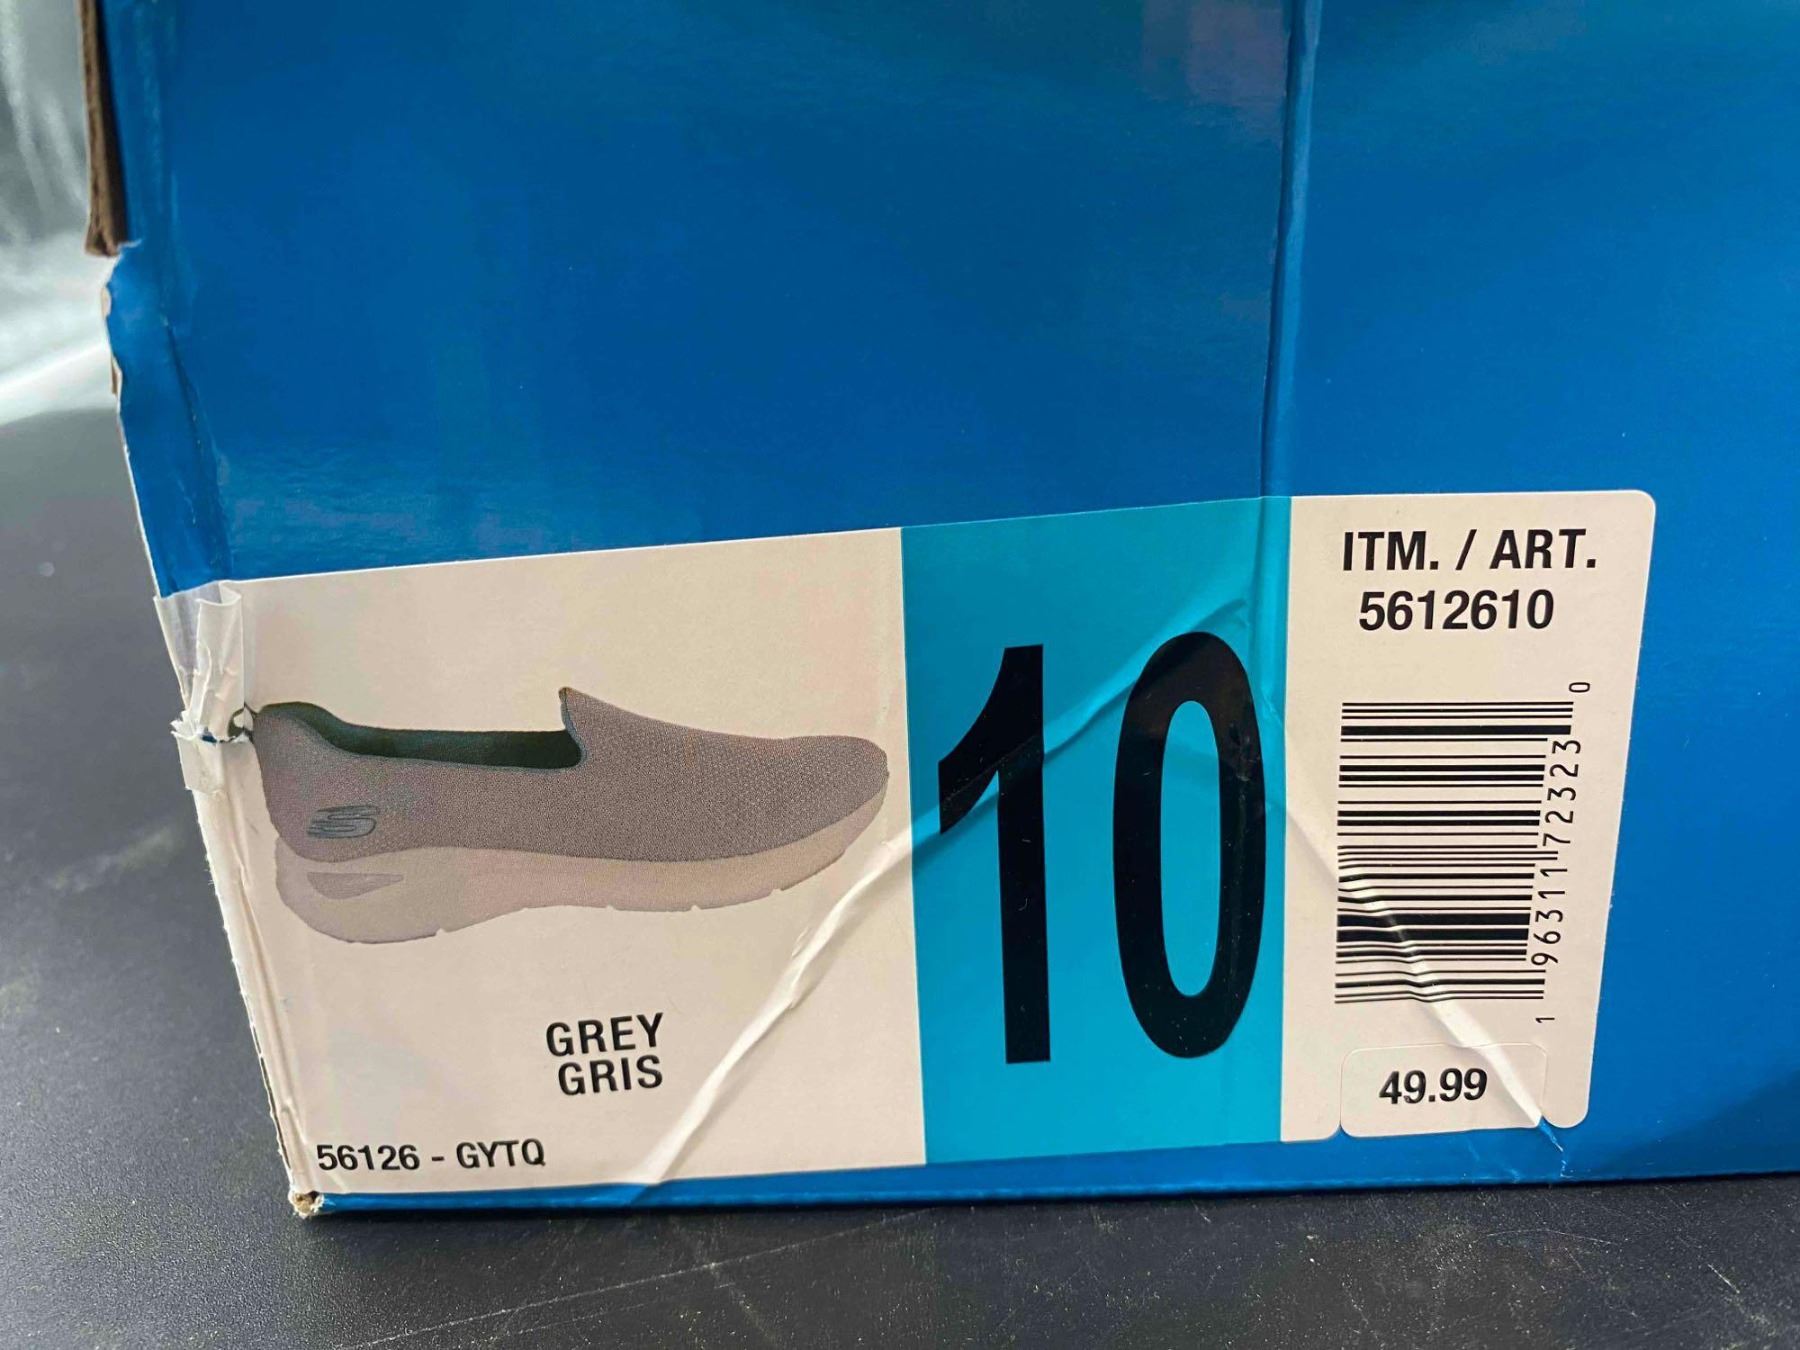 ITM. / ART.
5612610
10
1 96311 72323 0
49.99
GREY
GRIS
56126 - GYTQ